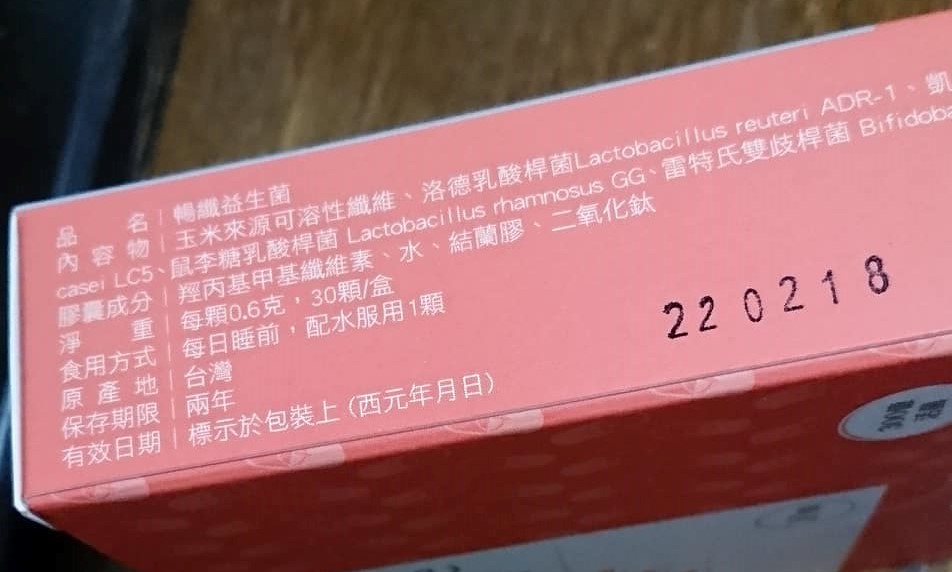 品名 暢纖益生菌
內容物 玉米來源可溶性纖維、洛德乳酸桿菌Lactobacillus reuteri ADR-1、凱
casei LC5、鼠李糖乳酸桿菌 Lactobacillus rhamnosus GG、雷特氏雙歧桿菌 Bifidoba
膠囊成分 羥丙基甲基纖維素、水、結蘭膠、二氧化鈦
淨重 每顆0.6克，30顆/盒
食用方式 每日睡前，配水服用1顆
原產地 台灣
保存期限 兩年
有效日期 標示於包裝上 (西元年月日)
220218